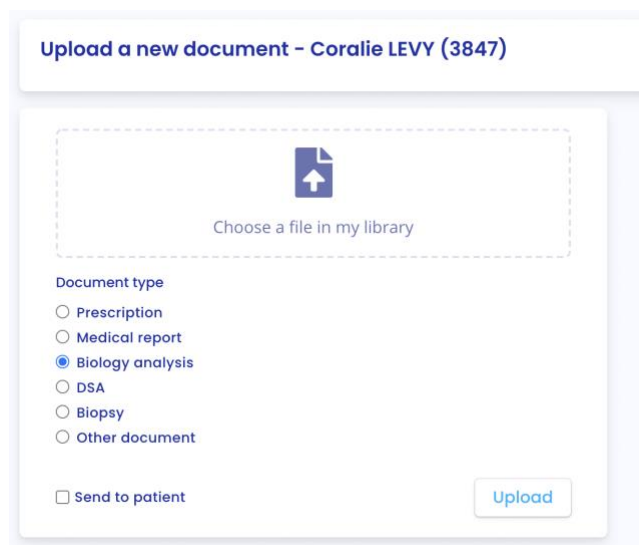 Upload a new document - Coralie LEVY (3847)
Choose a file in my library
Document type
Prescription
Medical report
Biology analysis
DSA
Biopsy
Other document
Send to patient
Upload